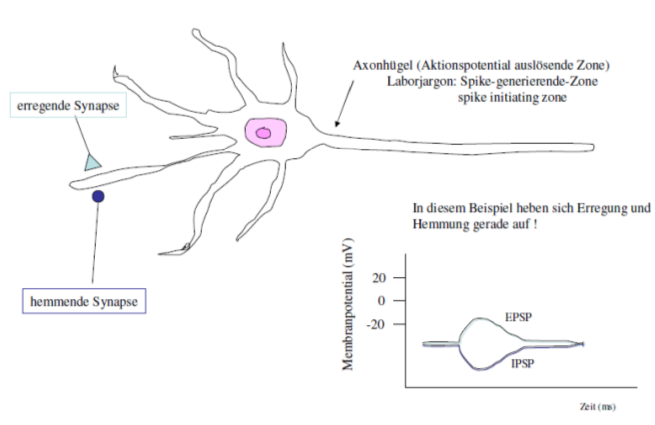 Axonhügel (Aktionspotential auslösende Zone)
Laborjargon: Spike-generierende-Zone
spike initiating zone
erregende Synapse
hemmende Synapse
In diesem Beispiel heben sich Erregung und
Hemmung gerade auf !
Membranpotential (mV)
20
0
-20
EPSP
IPSP
Zeit (ms)